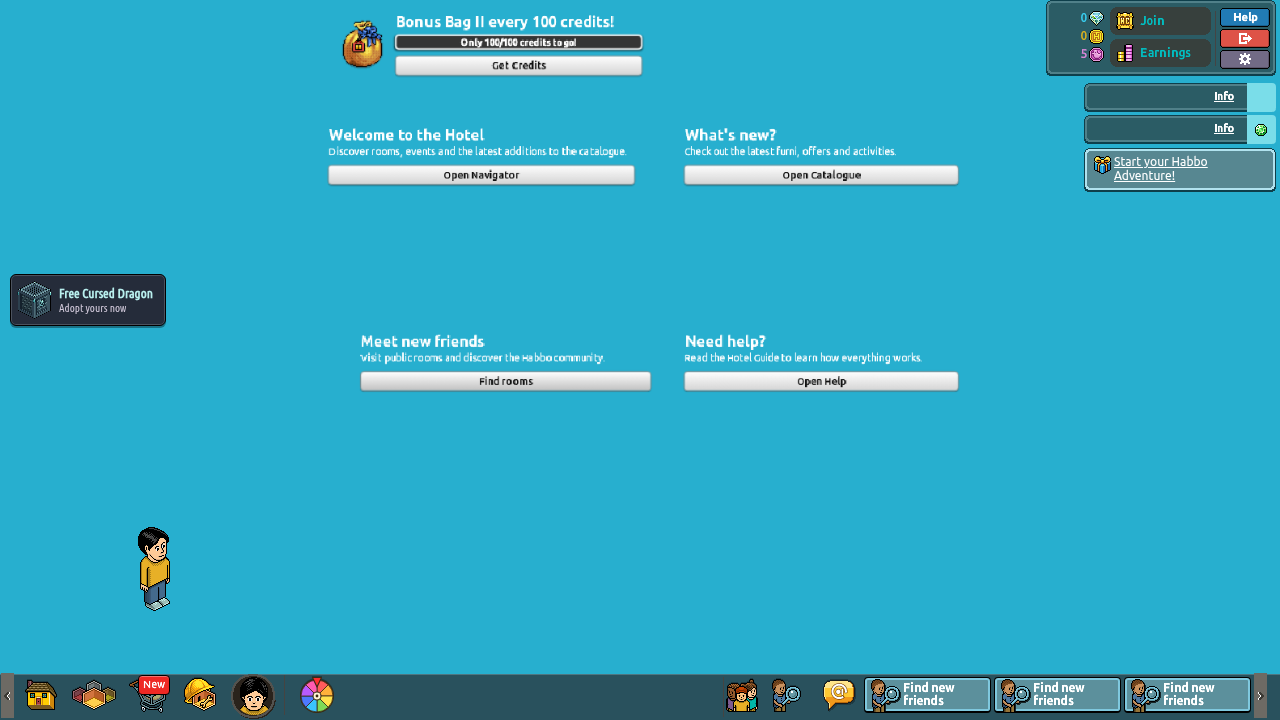 Bonus Bag II every 100 credits!
Only 100/100 credits to go!
Get Credits
0
0
5
HC
Join
Earnings
Help
Info
Info
Start your Habbo
Adventure!
Welcome to the Hotel
Discover rooms, events and the latest additions to the catalogue.
Open Navigator
What's new?
Check out the latest furni, offers and activities.
Open Catalogue
Free Cursed Dragon
Adopt yours now
Meet new friends
Visit public rooms and discover the Habbo community.
Find rooms
Need help?
Read the Hotel Guide to learn how everything works.
Open Help
New
@
Find new
friends
Find new
friends
Find new
friends